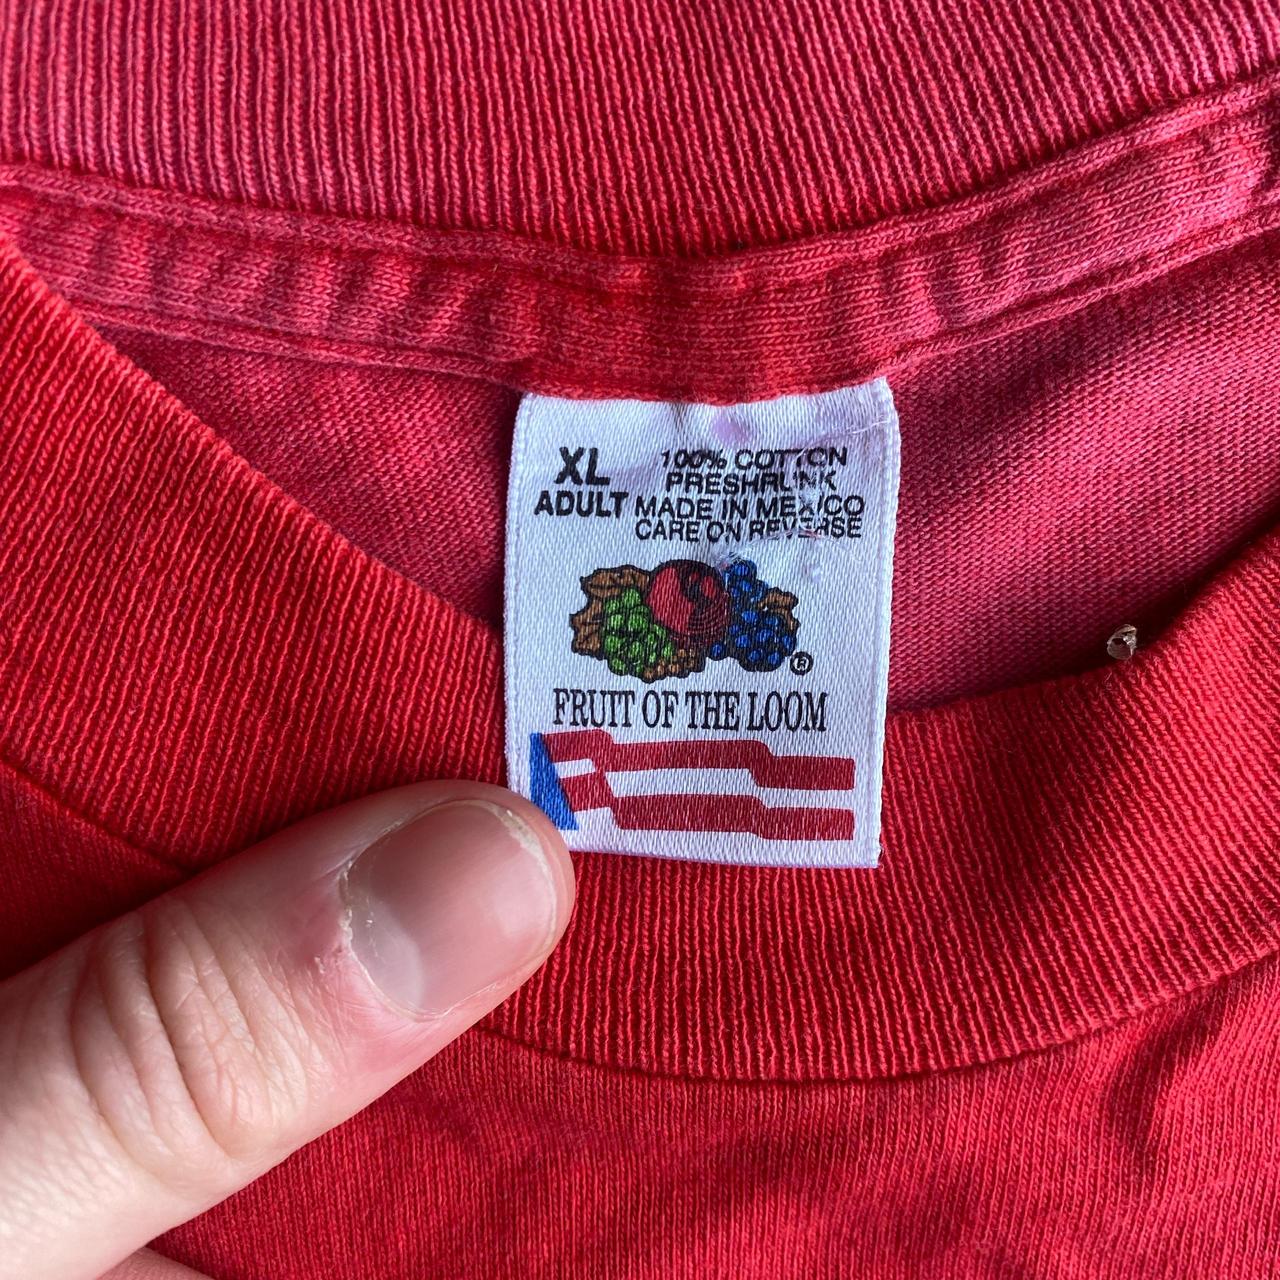 XL
ADULT
100% COTTON
PRESHRUNK
MADE IN MEXICO
CARE ON REVERSE
®
FRUIT OF THE LOOM